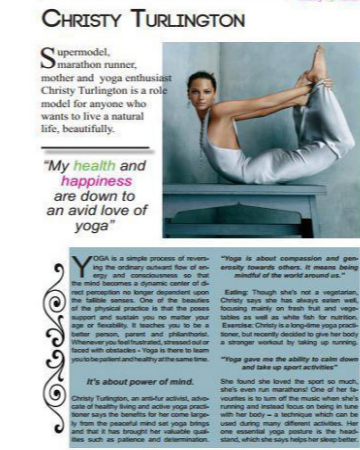 CHRISTY TURLINGTON
Supermodel,
marathon runner,
mother and yoga enthusiast
Christy Turlington is a role
model for anyone who
wants to live a natural
life, beautifully.
"My health and
happiness
are down to
an avid love of
yoga"
YOGA is a simple process of revers-
ing the ordinary outward flow of en-
ergy and consciousness so that
the mind becomes a dynamic center of di-
rect perception no longer dependent upon
the fallible senses. One of the beauties
of the physical practice is that the poses
support and sustain you no matter your
age or flexibility. It teaches you to be a
better person, parent and philanthorist.
Whenever you feel frustrated, stressed out or
faced with obstacles – Yoga is there to learn
you to be patient and healthy at the same time.
It's about power of mind.
Christy Turlington, an anti-fur activist, advo-
cate of healthy living and active yoga practi-
tioner says the benefits for her come large-
ly from the peaceful mind set yoga brings
and that it has brought her valuable qual-
ities such as patience and determination.
"Yoga is about compassion and gen-
erosity towards others. It means being
mindful of the world around us."
Eating: Though she's not a vegetarian,
Christy says she has always eaten well,
focusing mainly on fresh fruit and vege-
tables as well as white fish for nutrition.
Exercise: Christy is a long-time yoga practi-
tioner, but recently decided to give her body
a stronger workout by taking up running.
"Yoga gave me the ability to calm down
and take up sport activities"
She found she loved the sport so much,
she's even run marathons! One of her fa-
vourites is to turn off the music when she's
running and instead focus on being in tune
with her body – a technique which can be
used during many different activities. Her
one essential yoga posture is the head-
stand, which she says helps her sleep better.